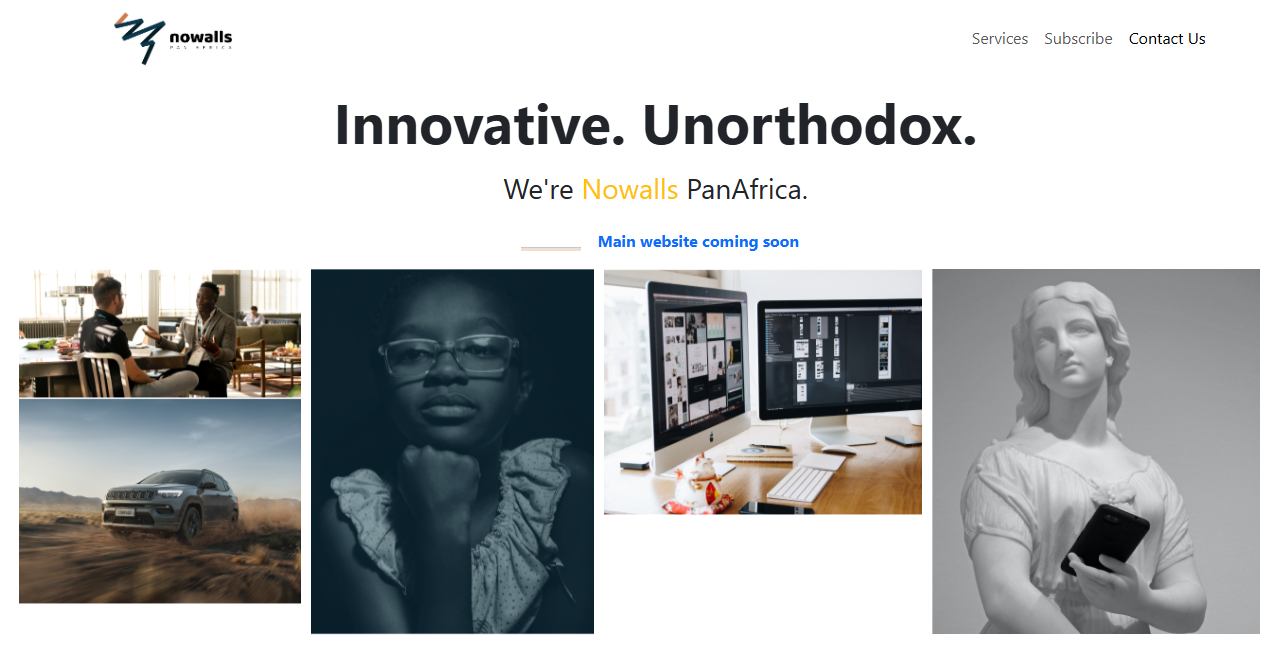 nowalls
PAN AFRICA
Services Subscribe Contact Us
Innovative. Unorthodox.
We're Nowalls PanAfrica.
Main website coming soon